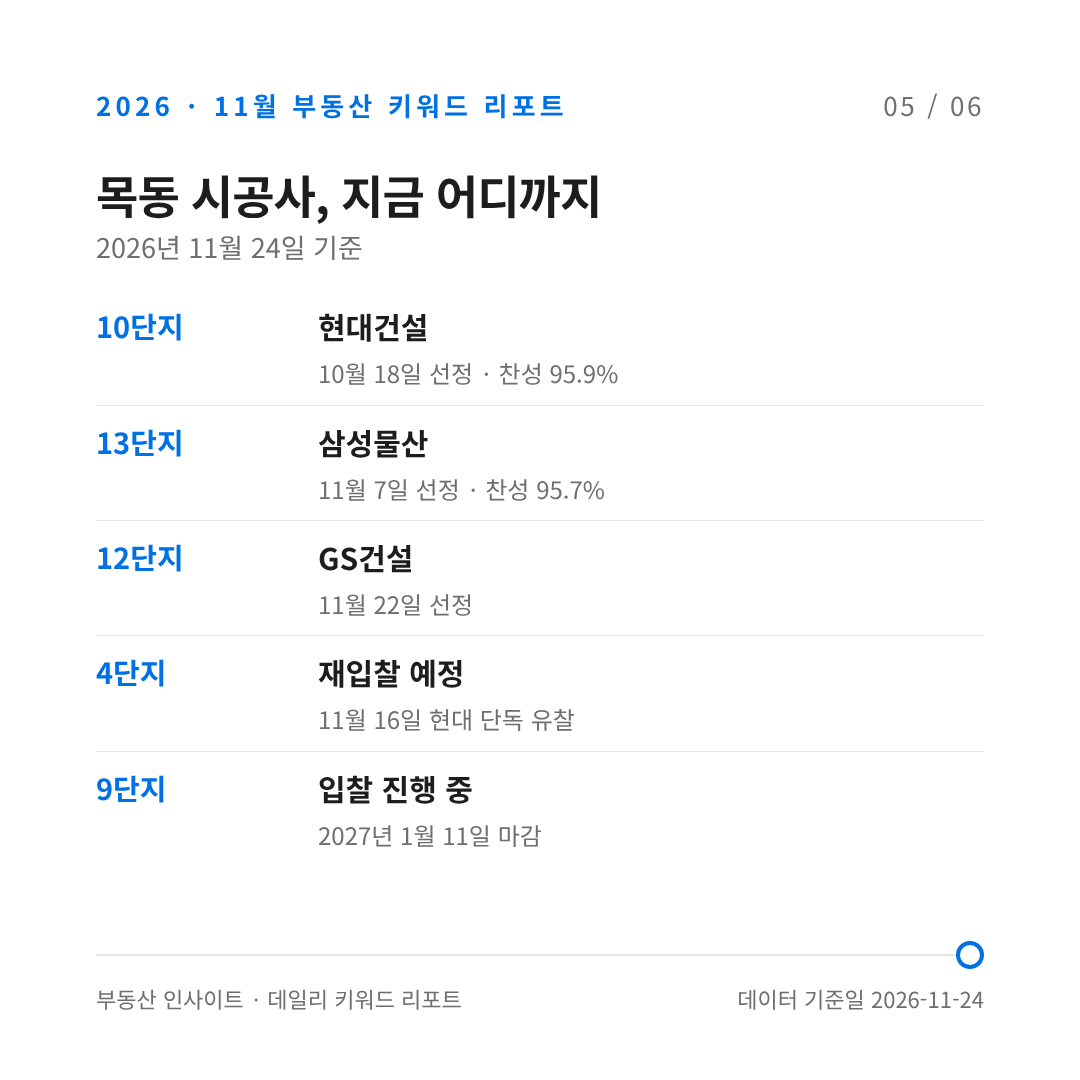 2026 · 11월 부동산 키워드 리포트
05 / 06
목동 시공사, 지금 어디까지
2026년 11월 24일 기준
10단지
현대건설
10월 18일 선정 · 찬성 95.9%
13단지
삼성물산
11월 7일 선정 · 찬성 95.7%
12단지
GS건설
11월 22일 선정
4단지
재입찰 예정
11월 16일 현대 단독 유찰
9단지
입찰 진행 중
2027년 1월 11일 마감
부동산 인사이트 · 데일리 키워드 리포트
데이터 기준일 2026-11-24